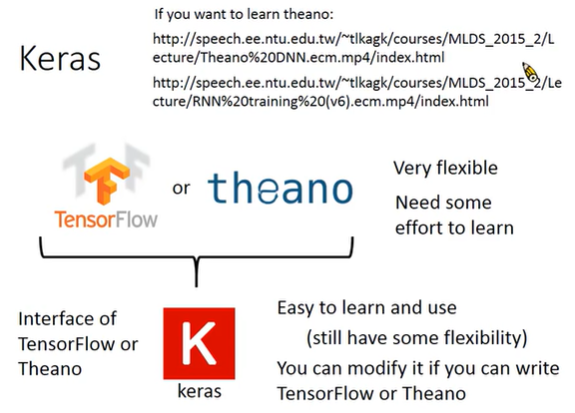 Keras
If you want to learn theano:
http://speech.ee.ntu.edu.tw/~tlkagk/courses/MLDS_2015_2/L
ecture/Theano%20DNN.ecm.mp4/index.html
http://speech.ee.ntu.edu.tw/~tlkagk/courses/MLDS_2015_2/Le
cture/RNN%20training%20(v6).ecm.mp4/index.html
TensorFlow
or
theano
Very flexible
Need some
effort to learn
Interface of
TensorFlow or
Theano
K
keras
Easy to learn and use
(still have some flexibility)
You can modify it if you can write
TensorFlow or Theano